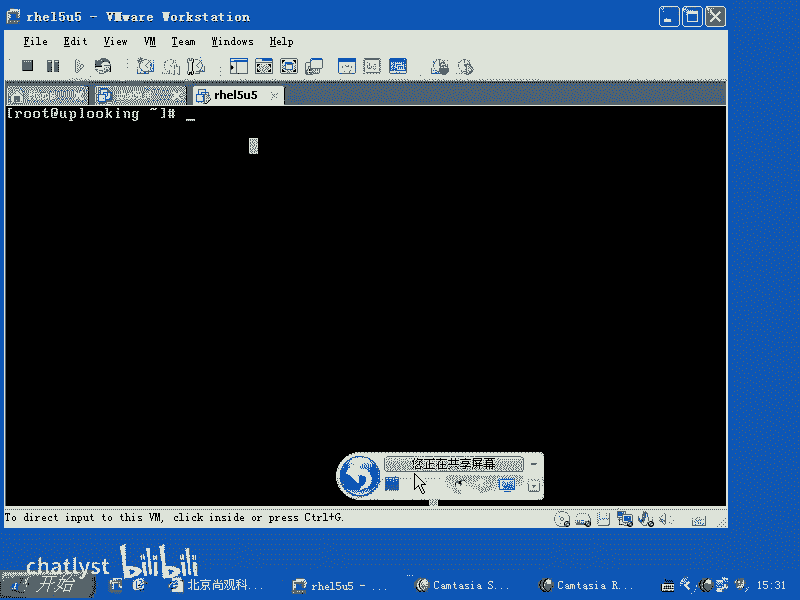 rhel5u5 - VMware Workstation
File Edit View VM Team Windows Help
rhel5u5
[root@uplooking ~]# _
您正在共享屏幕
To direct input to this VM, click inside or press Ctrl+G.
chatlyst bilibili
开始 北京尚观科... rhel5u5 - ... Camtasia S... Camtasia R... 15:31